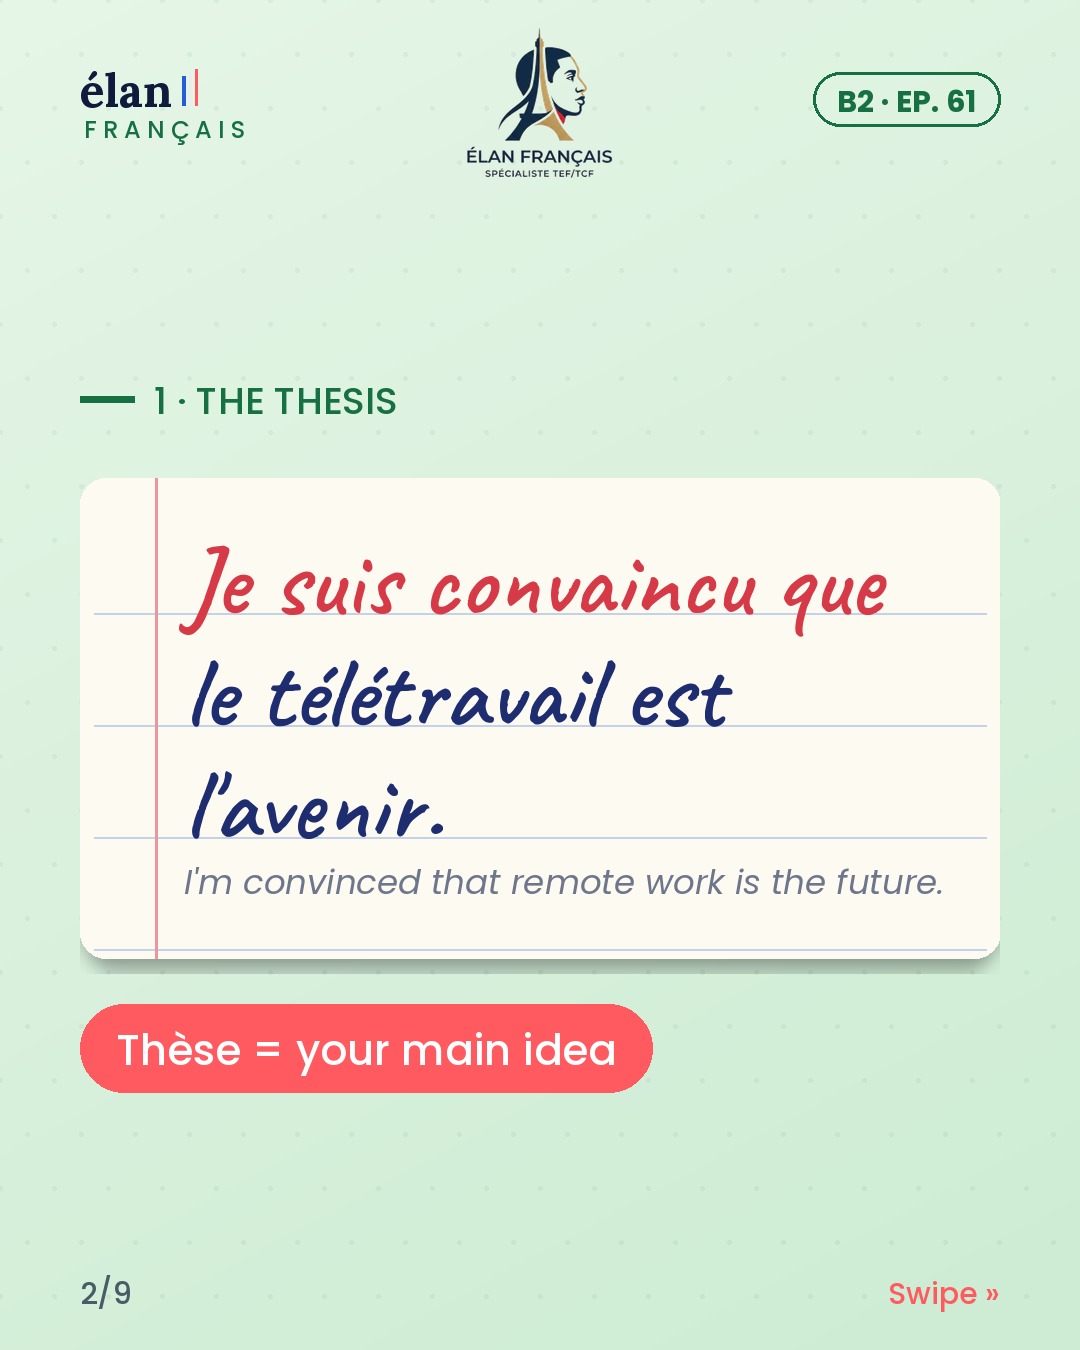 élan
FRANÇAIS
ÉLAN FRANÇAIS
SPÉCIALISTE TEF/TCF
B2 · EP. 61
1 · THE THESIS
Je suis convaincu que
le télétravail est
l'avenir.
I'm convinced that remote work is the future.
Thèse = your main idea
2/9
Swipe »